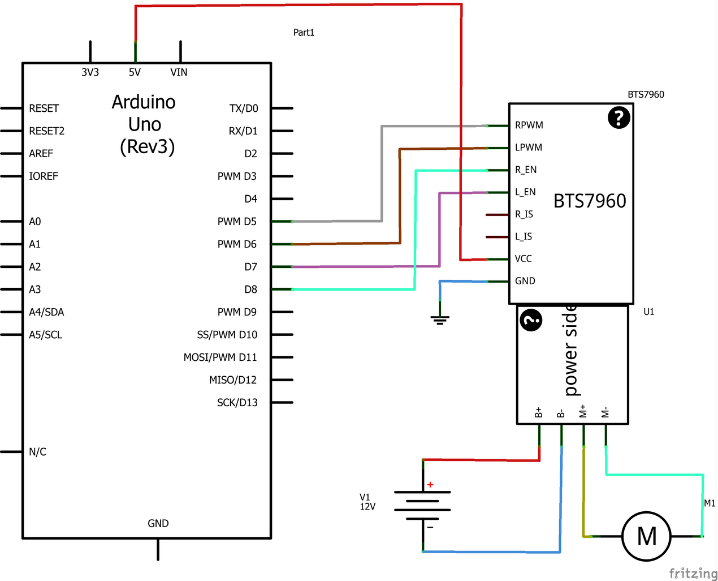 Part1
3V3
5V
VIN
Arduino
Uno
(Rev3)
RESET
RESET2
AREF
IOREF
A0
A1
A2
A3
A4/SDA
A5/SCL
N/C
TX/D0
RX/D1
D2
PWM D3
D4
PWM D5
PWM D6
D7
D8
PWM D9
SS/PWM D10
MOSI/PWM D11
MISO/D12
SCK/D13
GND
BTS7960
?
RPWM
LPWM
R_EN
L_EN
R_IS
L_IS
VCC
GND
BTS7960
U1
?
power side
B+
B-
M+
M-
V1
12V
+
−
M
M1
fritzing